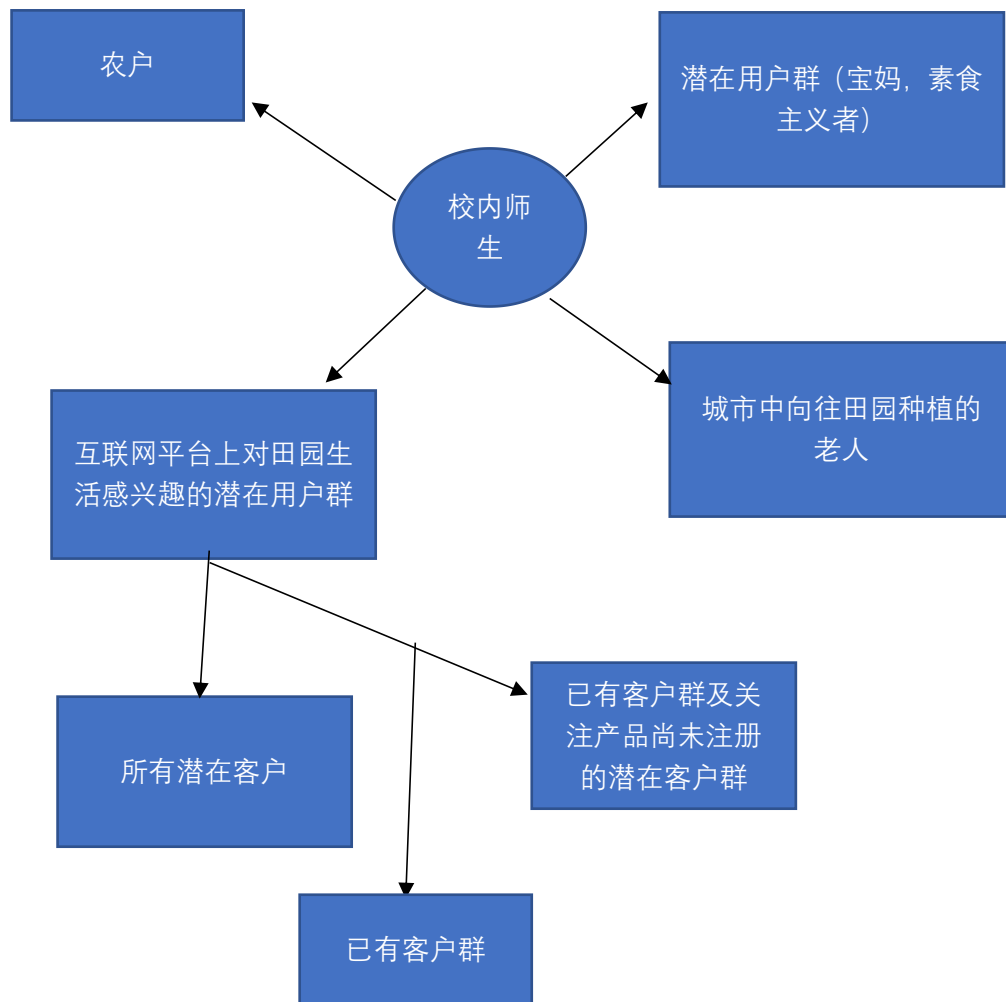 农户
潜在用户群（宝妈，素食
主义者）
校内师
生
城市中向往田园种植的
老人
互联网平台上对田园生
活感兴趣的潜在用户群
已有客户群及关
注产品尚未注册
的潜在客户群
所有潜在客户
已有客户群